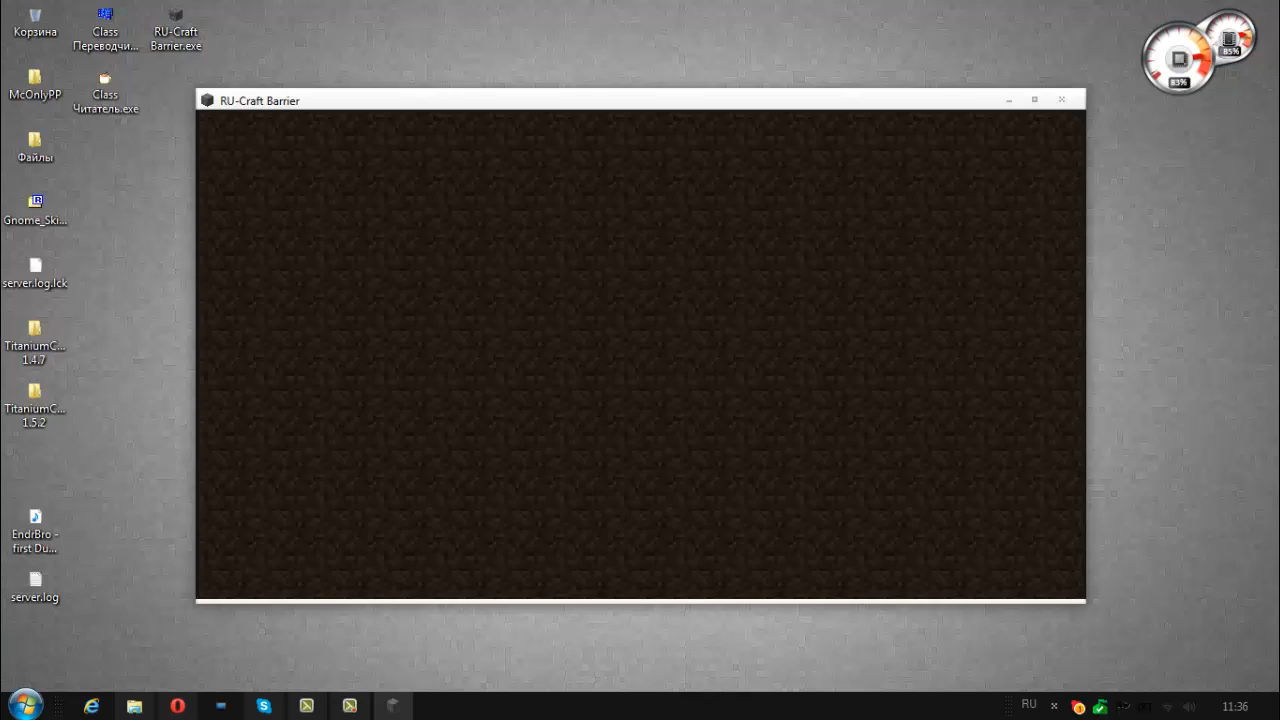 Корзина
Class
Переводчи...
RU-Craft
Barrier.exe
McOnlyPP
Class
Читатель.exe
Файлы
Gnome_Ski...
server.log.lck
TitaniumC...
1.4.7
TitaniumC...
1.5.2
EndrBro -
first Du...
server.log
RU-Craft Barrier
83%
85%
RU
11:36